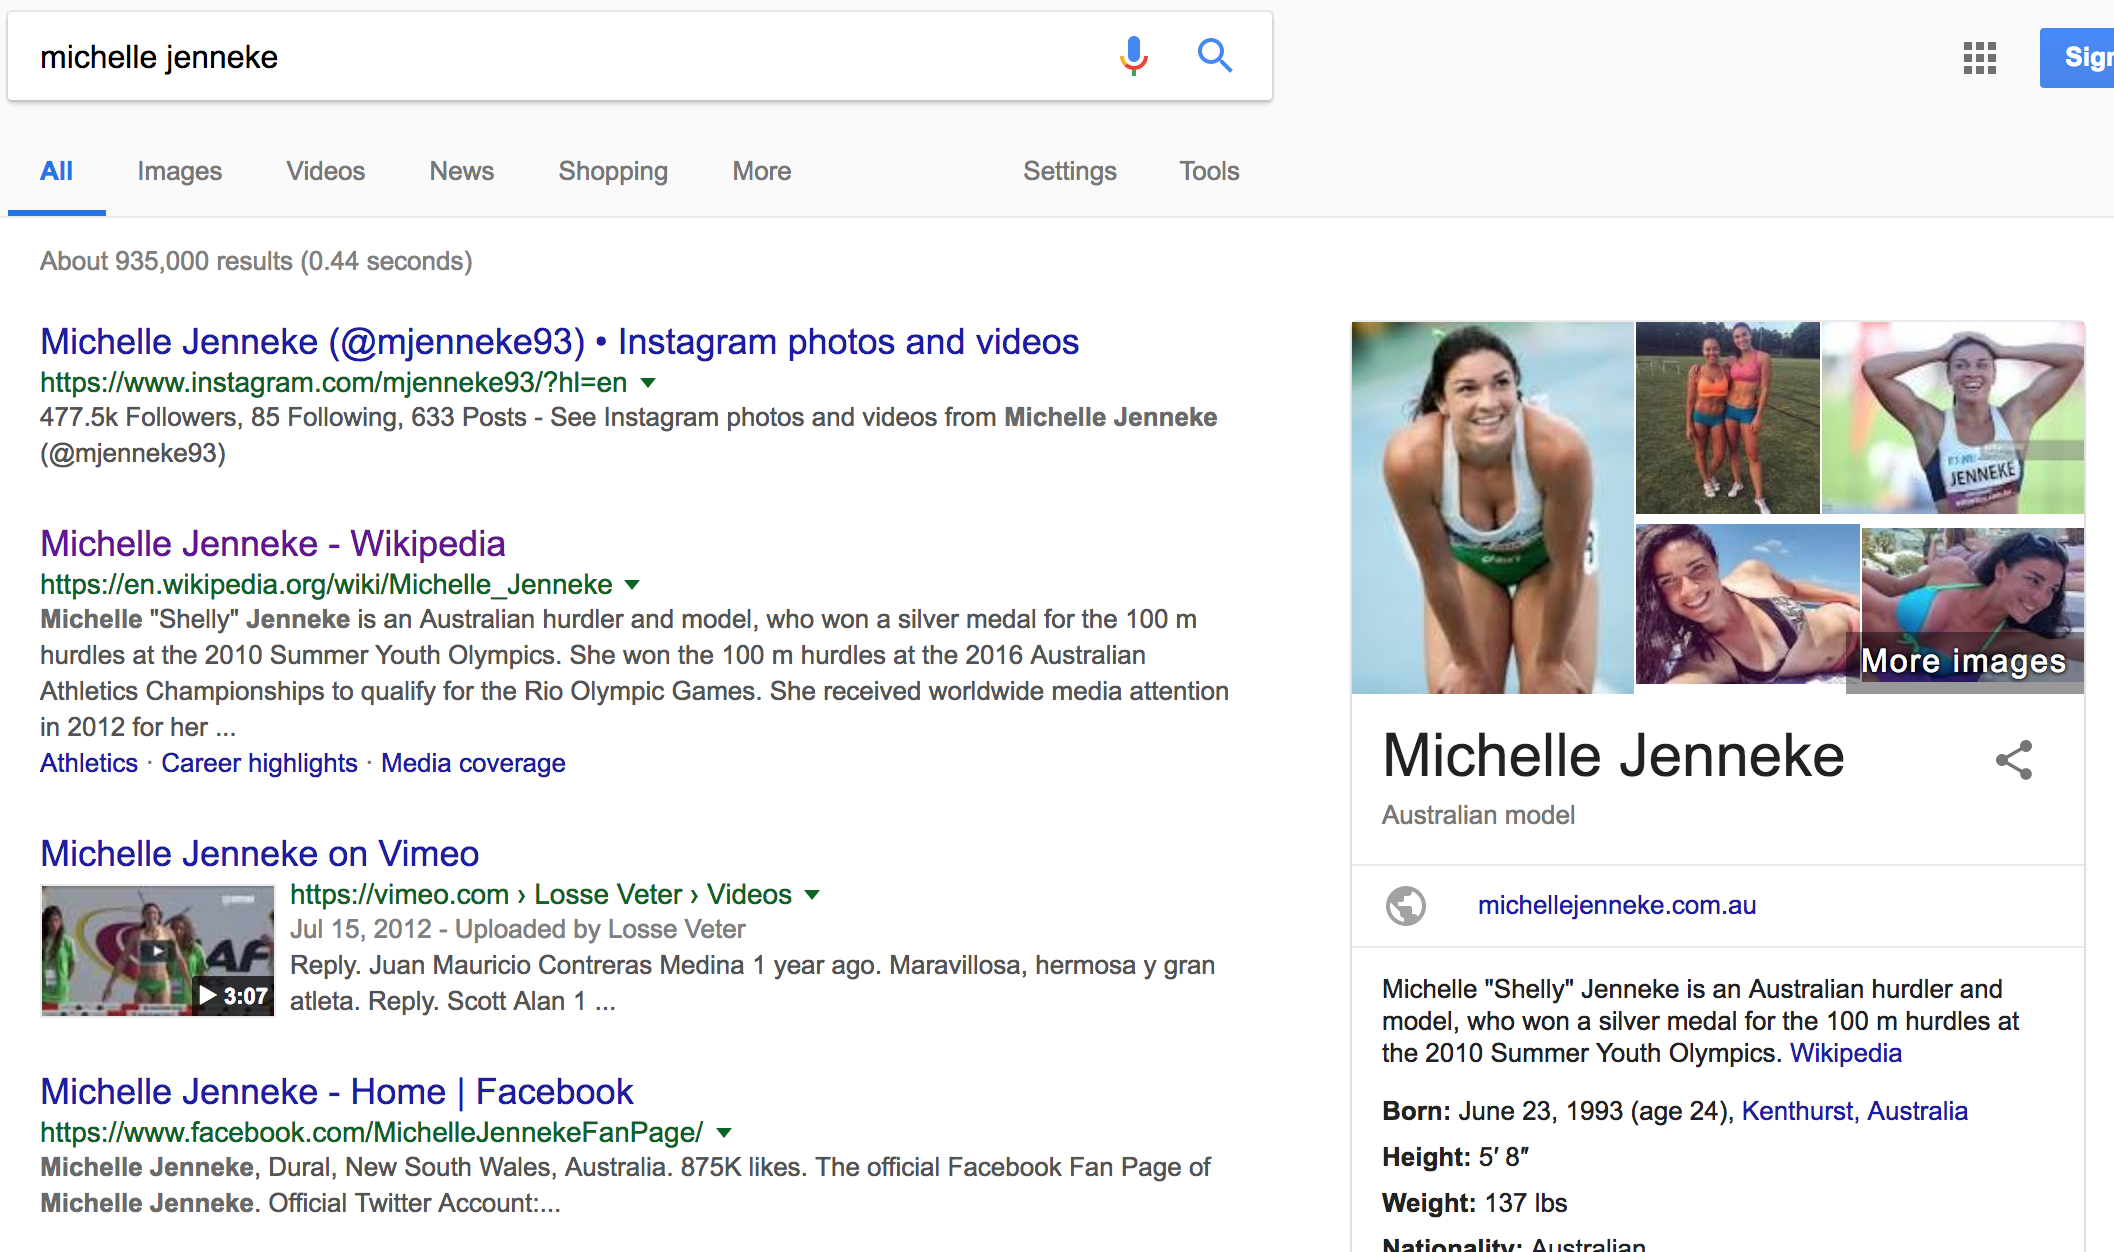 michelle jenneke
Sign
All Images Videos News Shopping More Settings Tools
About 935,000 results (0.44 seconds)
Michelle Jenneke (@mjenneke93) • Instagram photos and videos
https://www.instagram.com/mjenneke93/?hl=en
477.5k Followers, 85 Following, 633 Posts - See Instagram photos and videos from Michelle Jenneke
(@mjenneke93)
Michelle Jenneke - Wikipedia
https://en.wikipedia.org/wiki/Michelle_Jenneke
Michelle "Shelly" Jenneke is an Australian hurdler and model, who won a silver medal for the 100 m
hurdles at the 2010 Summer Youth Olympics. She won the 100 m hurdles at the 2016 Australian
Athletics Championships to qualify for the Rio Olympic Games. She received worldwide media attention
in 2012 for her ...
Athletics · Career highlights · Media coverage
Michelle Jenneke on Vimeo
https://vimeo.com › Losse Veter › Videos
Jul 15, 2012 - Uploaded by Losse Veter
Reply. Juan Mauricio Contreras Medina 1 year ago. Maravillosa, hermosa y gran
atleta. Reply. Scott Alan 1 ...
AF
3:07
Michelle Jenneke - Home | Facebook
https://www.facebook.com/MichelleJennekeFanPage/
Michelle Jenneke, Dural, New South Wales, Australia. 875K likes. The official Facebook Fan Page of
Michelle Jenneke. Official Twitter Account:...
JENNEKE
More images
Michelle Jenneke
Australian model
michellejenneke.com.au
Michelle "Shelly" Jenneke is an Australian hurdler and
model, who won a silver medal for the 100 m hurdles at
the 2010 Summer Youth Olympics. Wikipedia
Born: June 23, 1993 (age 24), Kenthurst, Australia
Height: 5′ 8″
Weight: 137 lbs
Nationality: Australian